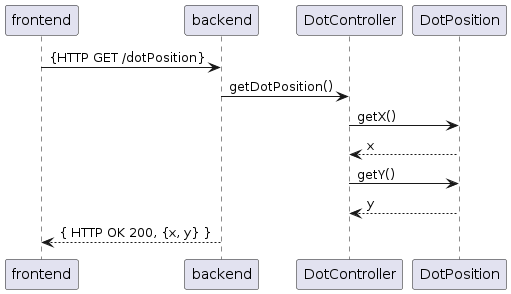 frontend backend DotController DotPosition
{HTTP GET /dotPosition}
getDotPosition()
getX()
x
getY()
y
{ HTTP OK 200, {x, y} }
frontend backend DotController DotPosition